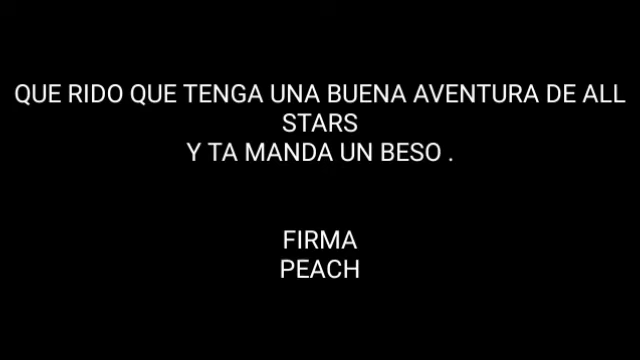 QUE RIDO QUE TENGA UNA BUENA AVENTURA DE ALL
STARS
Y TA MANDA UN BESO .
FIRMA
PEACH